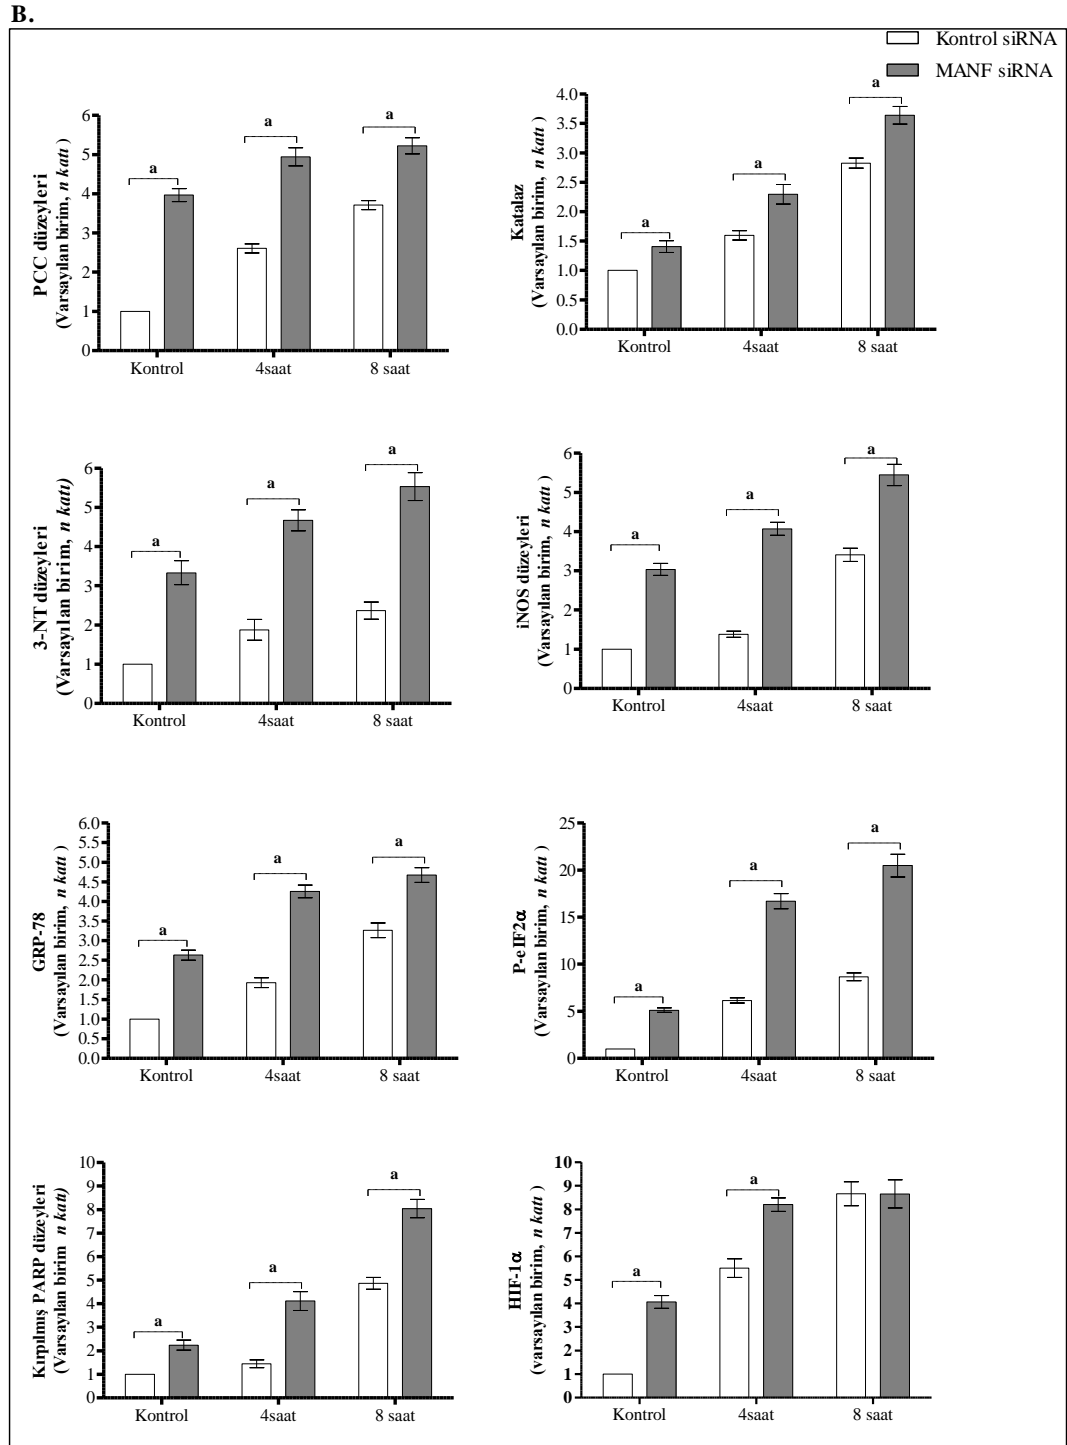 B.
Kontrol siRNA
MANF siRNA
PCC düzeyleri
(Varsayılan birim, n katı )
6
5
4
3
2
1
0
a
a
a
Kontrol
4saat
8 saat
Katalaz
(Varsayılan birim, n katı )
4.0
3.5
3.0
2.5
2.0
1.5
1.0
0.5
0.0
a
a
a
Kontrol
4saat
8 saat
3-NT düzeyleri
(Varsayılan birim, n katı)
6
5
4
3
2
1
0
a
a
a
Kontrol
4saat
8 saat
iNOS düzeyleri
(Varsayılan birim, n katı )
6
5
4
3
2
1
0
a
a
a
Kontrol
4saat
8 saat
GRP-78
(Varsayılan birim, n katı )
6.0
5.5
5.0
4.5
4.0
3.5
3.0
2.5
2.0
1.5
1.0
0.5
0.0
a
a
a
Kontrol
4saat
8 saat
P-eIF2α
(Varsayılan birim, n katı )
25
20
15
10
5
0
a
a
a
Kontrol
4saat
8 saat
Kırpılmış PARP düzeyleri
(Varsayılan birim n katı)
10
9
8
7
6
5
4
3
2
1
0
a
a
a
Kontrol
4saat
8 saat
HIF-1α
(varsayılan birim, n katı )
10
9
8
7
6
5
4
3
2
1
0
a
a
Kontrol
4saat
8 saat